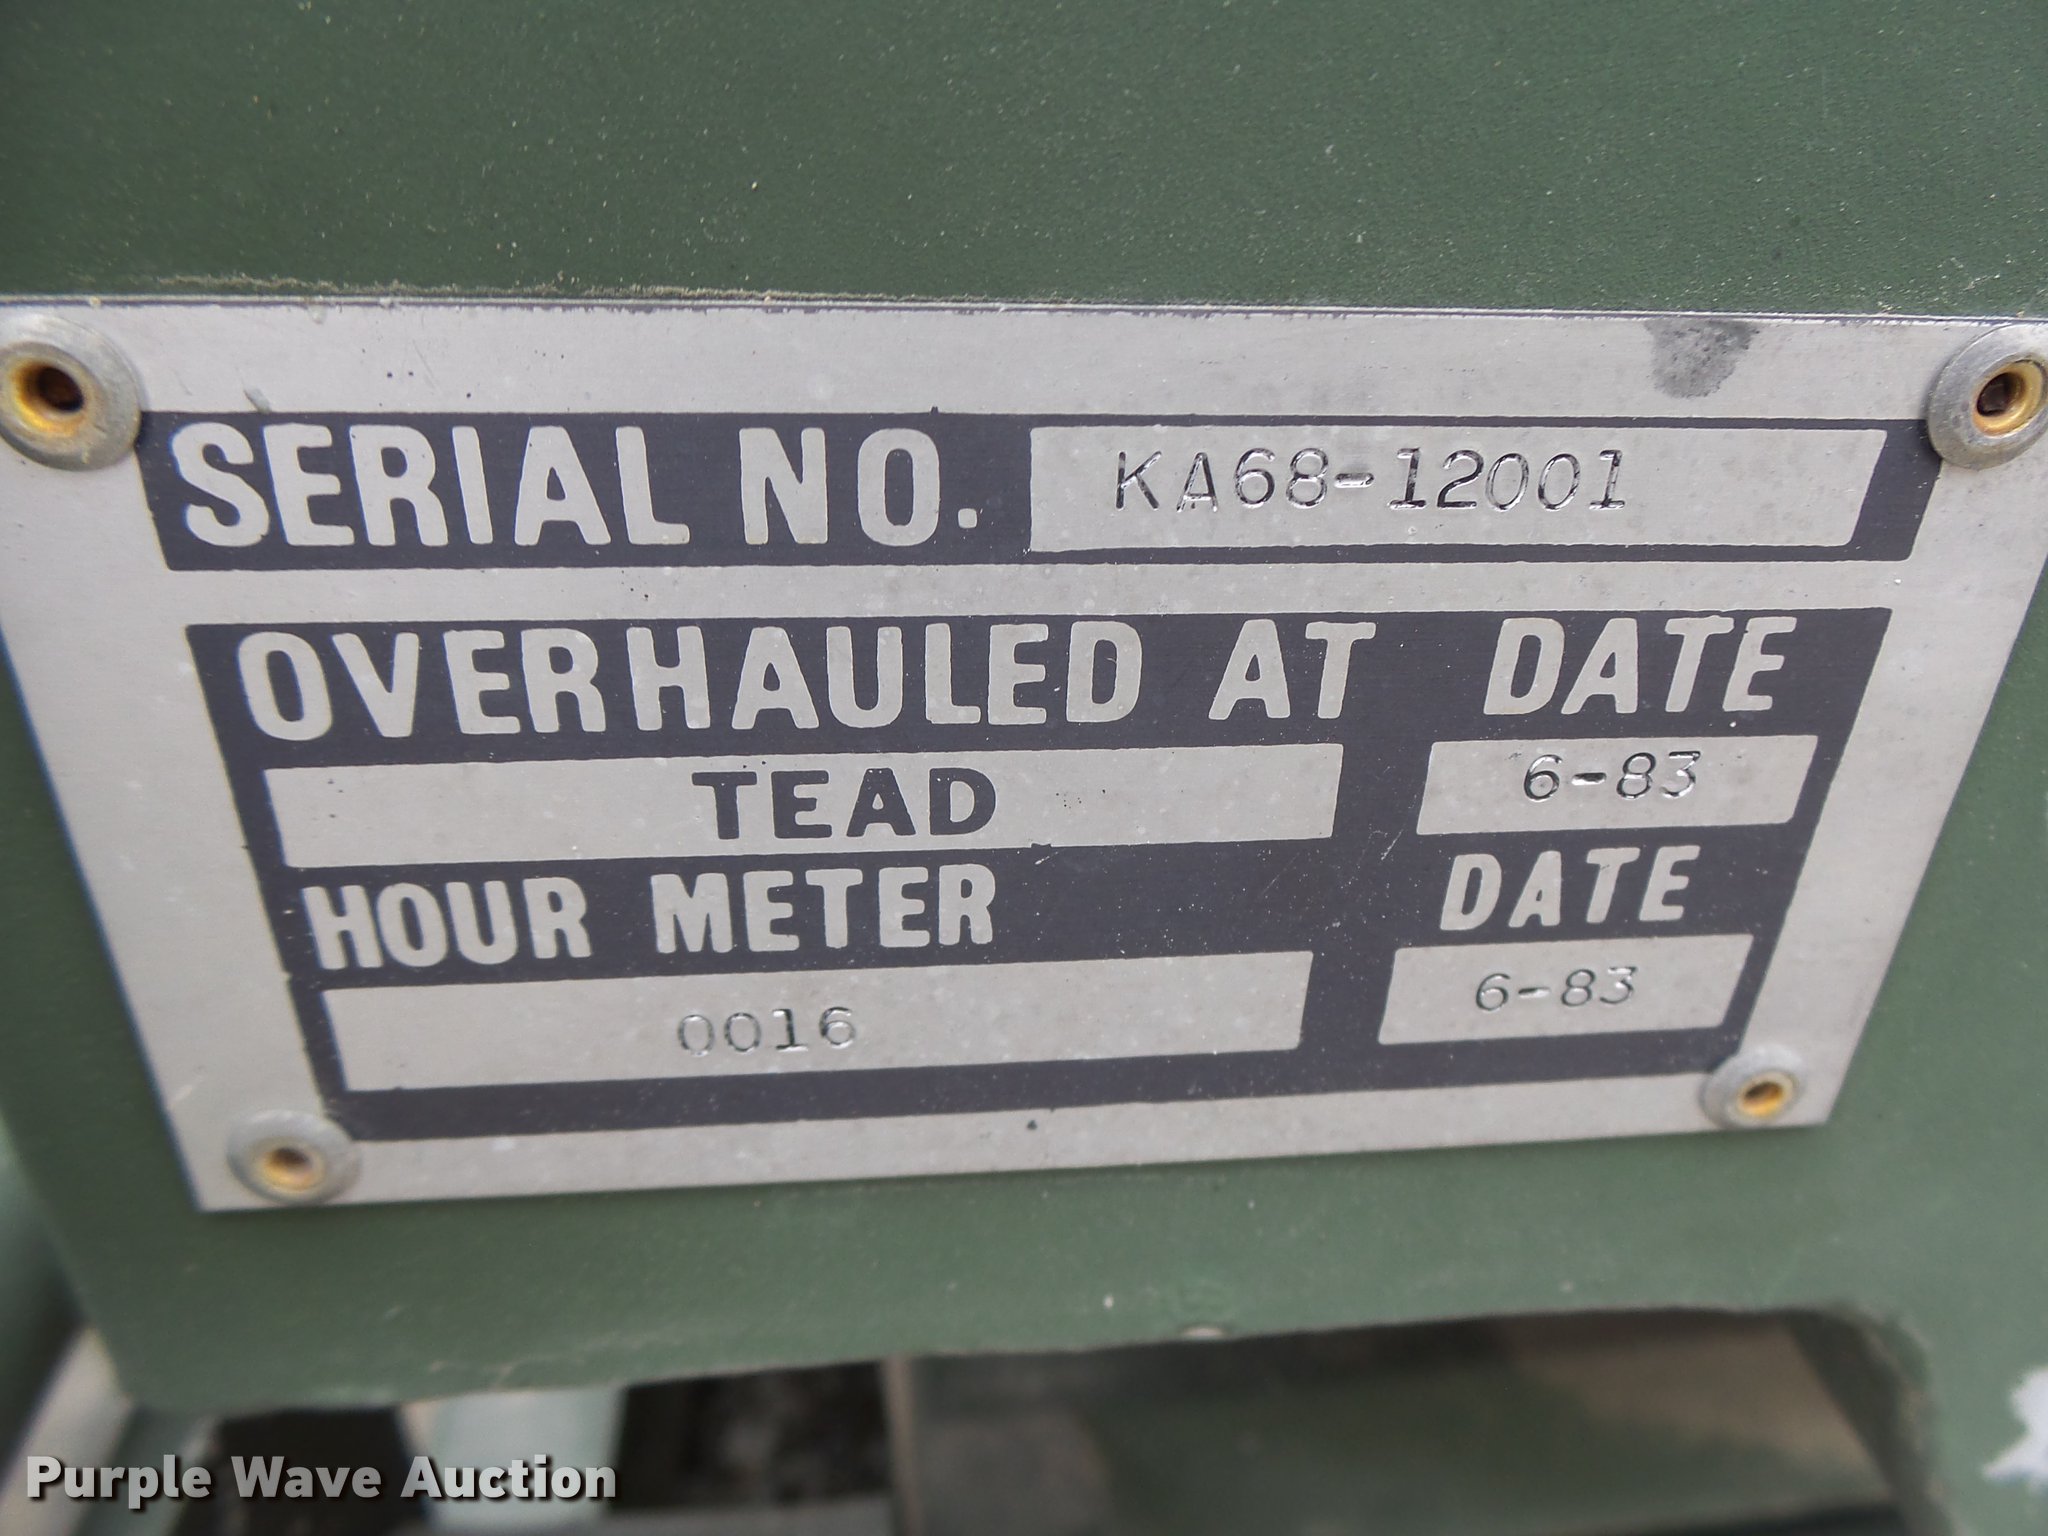 SERIAL NO. KA68-12001
OVERHAULED AT DATE
TEAD 6-83
HOUR METER DATE
0016 6-83
Purple Wave Auction